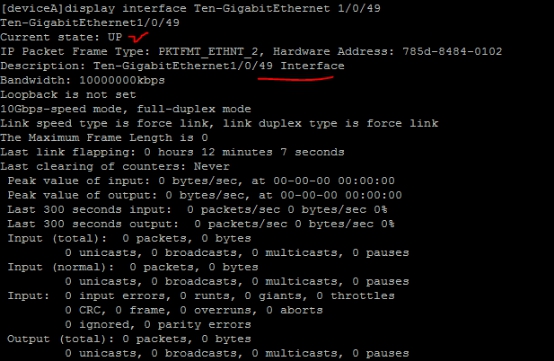 [deviceA]display interface Ten-GigabitEthernet 1/0/49
Ten-GigabitEthernet1/0/49
Current state: UP
IP Packet Frame Type: PKTFMT_ETHNT_2, Hardware Address: 785d-8484-0102
Description: Ten-GigabitEthernet1/0/49 Interface
Bandwidth: 10000000kbps
Loopback is not set
10Gbps-speed mode, full-duplex mode
Link speed type is force link, link duplex type is force link
The Maximum Frame Length is 0
Last link flapping: 0 hours 12 minutes 7 seconds
Last clearing of counters: Never
Peak value of input: 0 bytes/sec, at 00-00-00 00:00:00
Peak value of output: 0 bytes/sec, at 00-00-00 00:00:00
Last 300 seconds input: 0 packets/sec 0 bytes/sec 0%
Last 300 seconds output: 0 packets/sec 0 bytes/sec 0%
Input (total): 0 packets, 0 bytes
0 unicasts, 0 broadcasts, 0 multicasts, 0 pauses
Input (normal): 0 packets, 0 bytes
0 unicasts, 0 broadcasts, 0 multicasts, 0 pauses
Input: 0 input errors, 0 runts, 0 giants, 0 throttles
0 CRC, 0 frame, 0 overruns, 0 aborts
0 ignored, 0 parity errors
Output (total): 0 packets, 0 bytes
0 unicasts, 0 broadcasts, 0 multicasts, 0 pauses